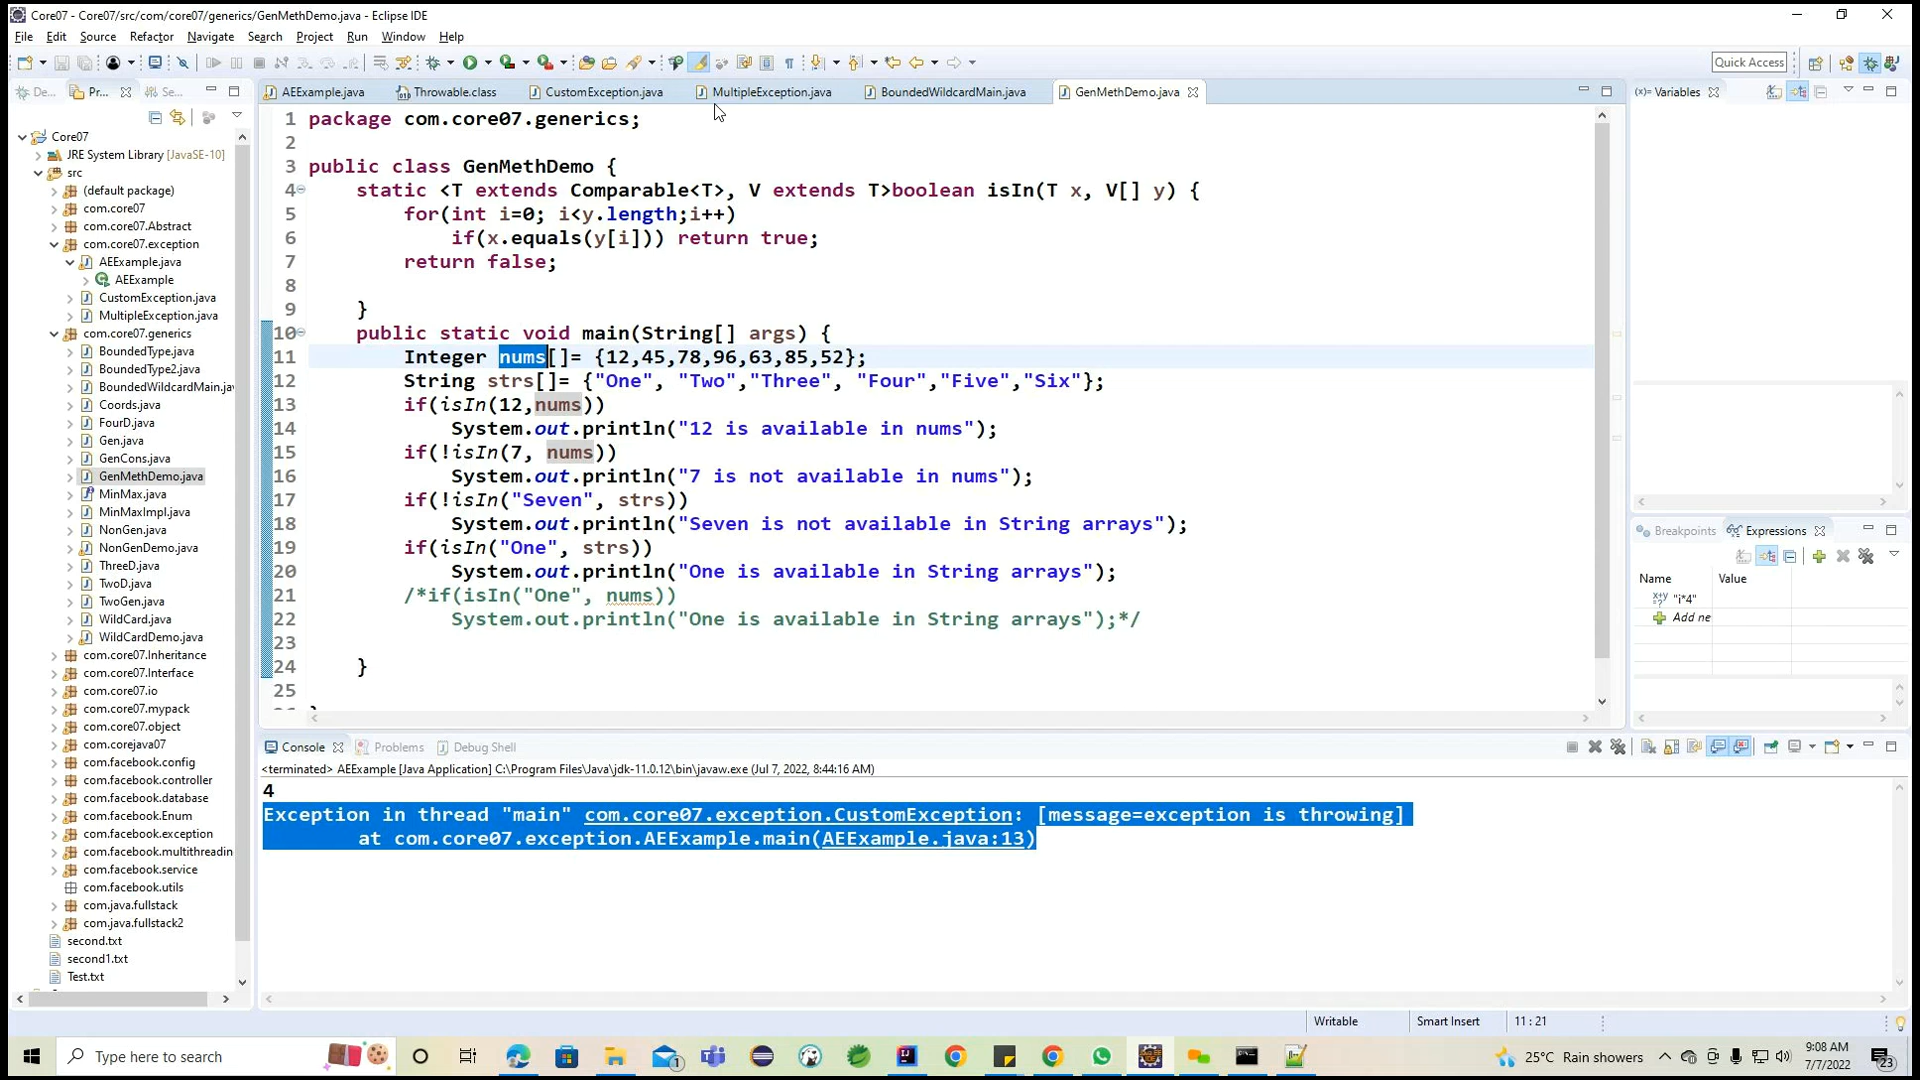 Core07 - Core07/src/com/core07/generics/GenMethDemo.java - Eclipse IDE
File Edit Source Refactor Navigate Search Project Run Window Help
Quick Access
De... Pr... Se...
AEExample.java Throwable.class CustomException.java MultipleException.java BoundedWildcardMain.java GenMethDemo.java
(x)= Variables
Core07
JRE System Library [JavaSE-10]
src
(default package)
com.core07
com.core07.Abstract
com.core07.exception
AEExample.java
AEExample
CustomException.java
MultipleException.java
com.core07.generics
BoundedType.java
BoundedType2.java
BoundedWildcardMain.jav
Coords.java
FourD.java
Gen.java
GenCons.java
GenMethDemo.java
MinMax.java
MinMaxImpl.java
NonGen.java
NonGenDemo.java
ThreeD.java
TwoD.java
TwoGen.java
WildCard.java
WildCardDemo.java
com.core07.Inheritance
com.core07.Interface
com.core07.io
com.core07.mypack
com.core07.object
com.corejava07
com.facebook.config
com.facebook.controller
com.facebook.database
com.facebook.Enum
com.facebook.exception
com.facebook.multithreadin
com.facebook.service
com.facebook.utils
com.java.fullstack
com.java.fullstack2
second.txt
second1.txt
Test.txt
1 package com.core07.generics;
2
3 public class GenMethDemo {
4 static <T extends Comparable<T>, V extends T>boolean isIn(T x, V[] y) {
5 for(int i=0; i<y.length;i++)
6 if(x.equals(y[i])) return true;
7 return false;
8
9 }
10 public static void main(String[] args) {
11 Integer nums[]= {12,45,78,96,63,85,52};
12 String strs[]= {"One", "Two","Three", "Four","Five","Six"};
13 if(isIn(12,nums))
14 System.out.println("12 is available in nums");
15 if(!isIn(7, nums))
16 System.out.println("7 is not available in nums");
17 if(!isIn("Seven", strs))
18 System.out.println("Seven is not available in String arrays");
19 if(isIn("One", strs))
20 System.out.println("One is available in String arrays");
21 /*if(isIn("One", nums))
22 System.out.println("One is available in String arrays");*/
23
24 }
25
Breakpoints Expressions
Name Value
"i*4"
Add ne
Console Problems Debug Shell
<terminated> AEExample [Java Application] C:\Program Files\Java\jdk-11.0.12\bin\javaw.exe (Jul 7, 2022, 8:44:16 AM)
4
Exception in thread "main" com.core07.exception.CustomException: [message=exception is throwing]
at com.core07.exception.AEExample.main(AEExample.java:13)
Writable Smart Insert 11 : 21
Type here to search
1
25°C Rain showers
9:08 AM
7/7/2022
23